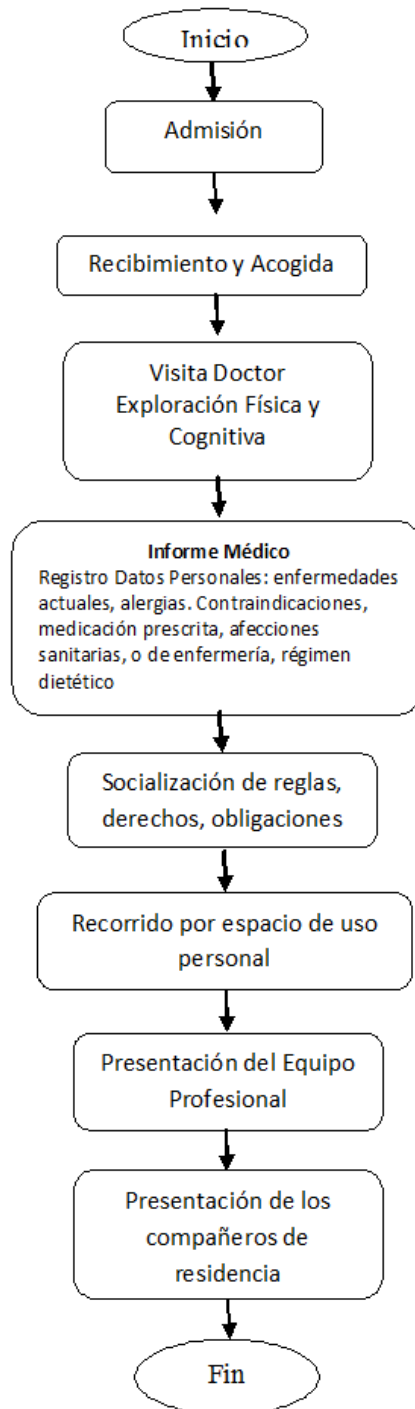 Inicio
Admisión
Recibimiento y Acogida
Visita Doctor
Exploración Física y
Cognitiva
Informe Médico
Registro Datos Personales: enfermedades
actuales, alergias. Contraindicaciones,
medicación prescrita, afecciones
sanitarias, o de enfermería, régimen
dietético
Socialización de reglas,
derechos, obligaciones
Recorrido por espacio de uso
personal
Presentación del Equipo
Profesional
Presentación de los
compañeros de
residencia
Fin